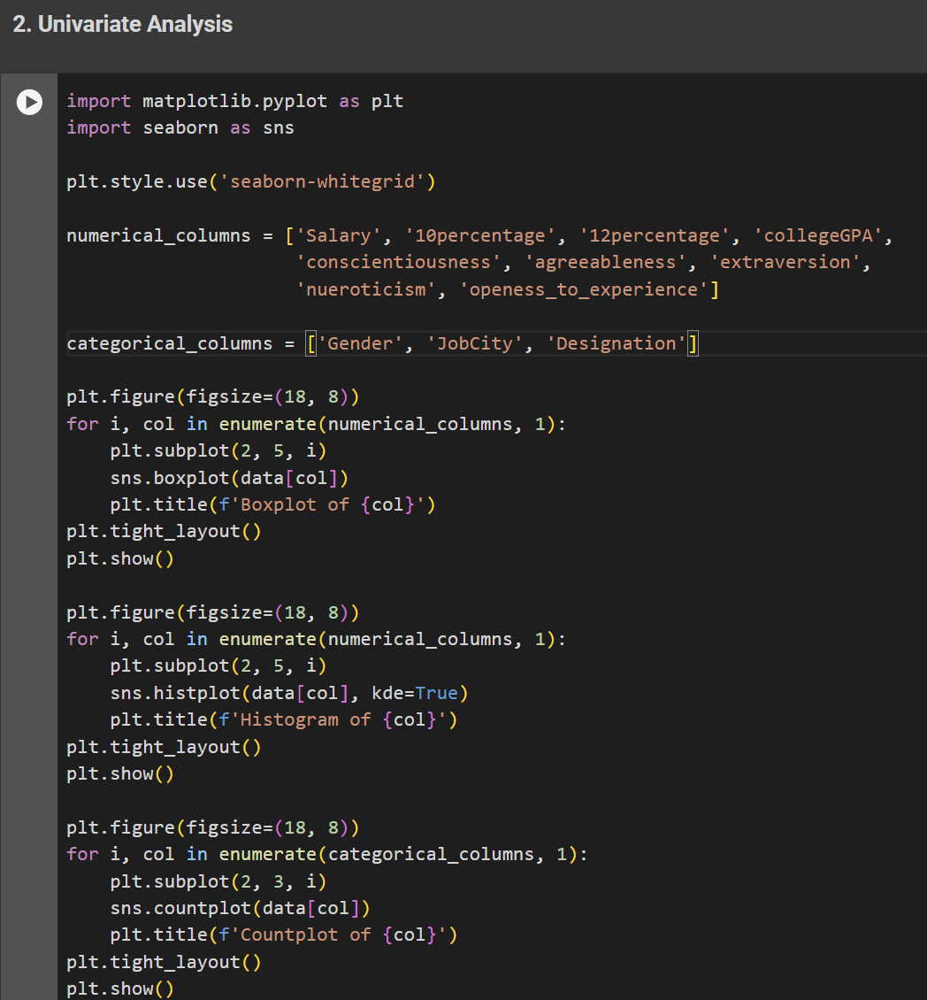 2. Univariate Analysis
import matplotlib.pyplot as plt
import seaborn as sns
plt.style.use('seaborn-whitegrid')
numerical_columns = ['Salary', '10percentage', '12percentage', 'collegeGPA',
                     'conscientiousness', 'agreeableness', 'extraversion',
                     'nueroticism', 'openess_to_experience']
categorical_columns = ['Gender', 'JobCity', 'Designation']
plt.figure(figsize=(18, 8))
for i, col in enumerate(numerical_columns, 1):
    plt.subplot(2, 5, i)
    sns.boxplot(data[col])
    plt.title(f'Boxplot of {col}')
plt.tight_layout()
plt.show()
plt.figure(figsize=(18, 8))
for i, col in enumerate(numerical_columns, 1):
    plt.subplot(2, 5, i)
    sns.histplot(data[col], kde=True)
    plt.title(f'Histogram of {col}')
plt.tight_layout()
plt.show()
plt.figure(figsize=(18, 8))
for i, col in enumerate(categorical_columns, 1):
    plt.subplot(2, 3, i)
    sns.countplot(data[col])
    plt.title(f'Countplot of {col}')
plt.tight_layout()
plt.show()